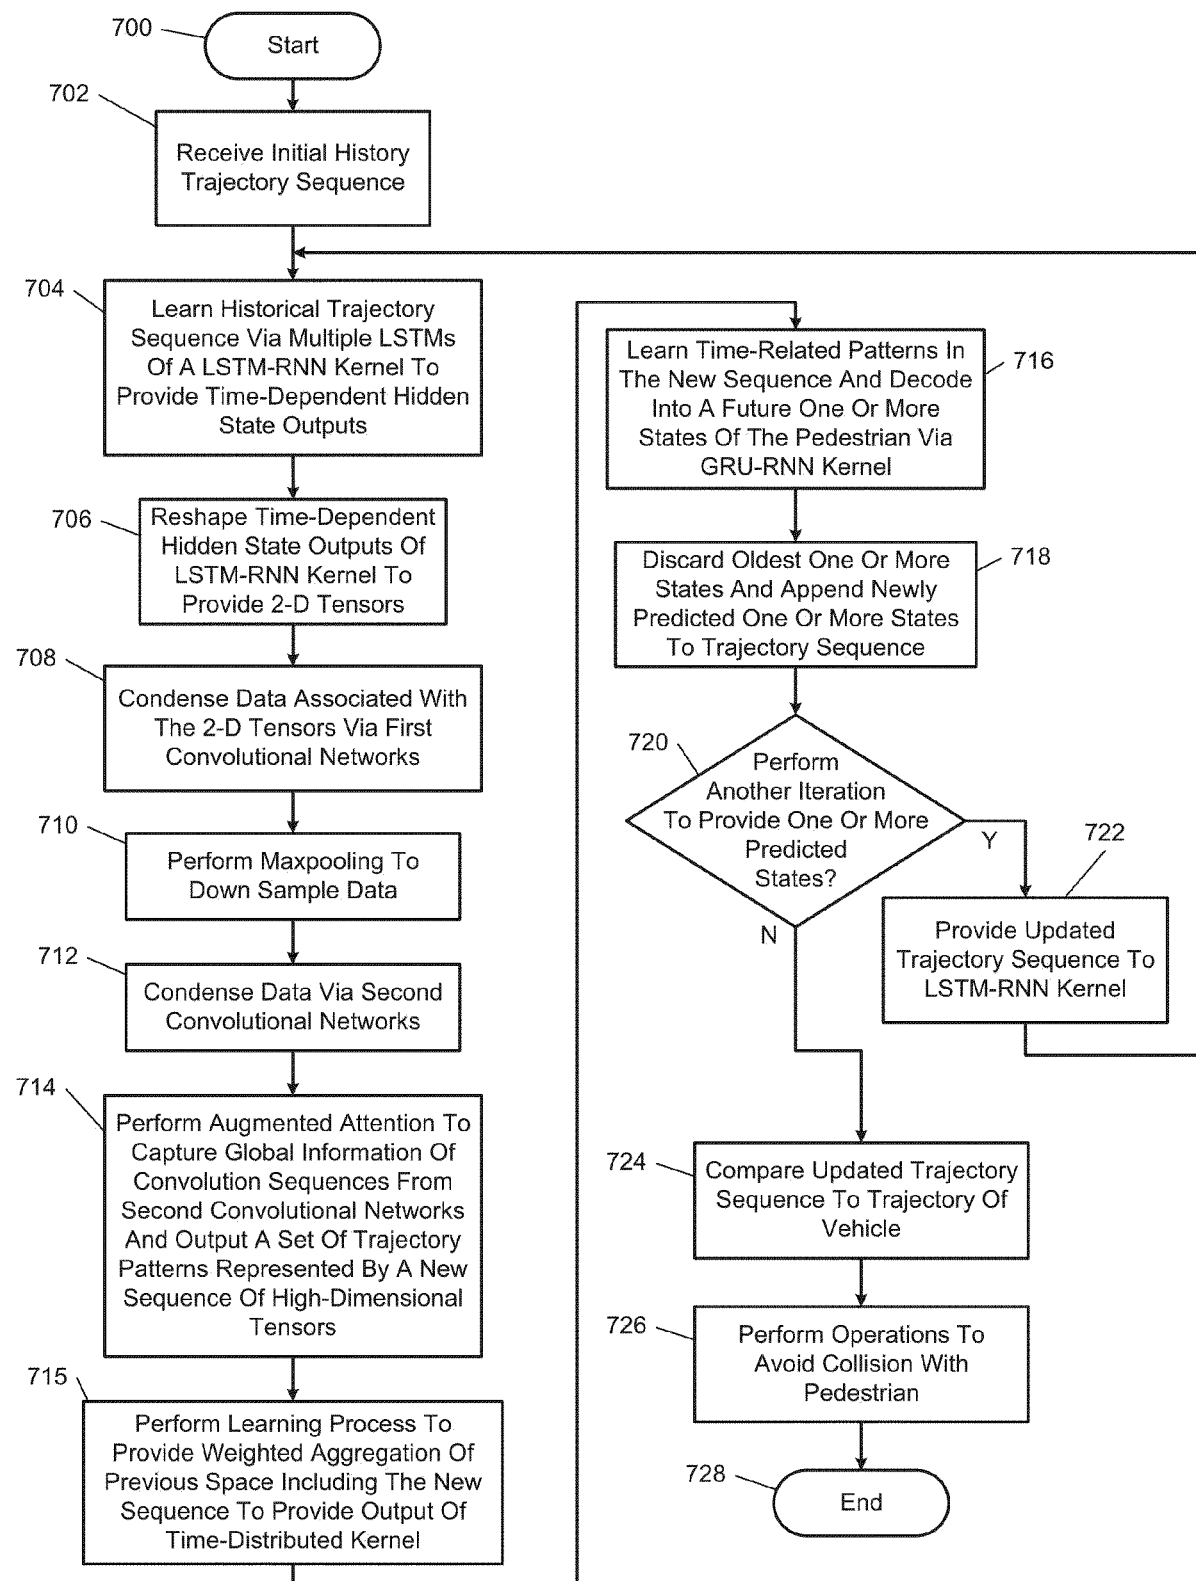 700
Start
702
Receive Initial History
Trajectory Sequence
704
Learn Historical Trajectory
Sequence Via Multiple LSTMs
Of A LSTM-RNN Kernel To
Provide Time-Dependent Hidden
State Outputs
706
Reshape Time-Dependent
Hidden State Outputs Of
LSTM-RNN Kernel To
Provide 2-D Tensors
708
Condense Data Associated With
The 2-D Tensors Via First
Convolutional Networks
710
Perform Maxpooling To
Down Sample Data
712
Condense Data Via Second
Convolutional Networks
714
Perform Augmented Attention To
Capture Global Information Of
Convolution Sequences From
Second Convolutional Networks
And Output A Set Of Trajectory
Patterns Represented By A New
Sequence Of High-Dimensional
Tensors
715
Perform Learning Process To
Provide Weighted Aggregation Of
Previous Space Including The New
Sequence To Provide Output Of
Time-Distributed Kernel
716
Learn Time-Related Patterns In
The New Sequence And Decode
Into A Future One Or More
States Of The Pedestrian Via
GRU-RNN Kernel
718
Discard Oldest One Or More
States And Append Newly
Predicted One Or More States
To Trajectory Sequence
720
Perform
Another Iteration
To Provide One Or More
Predicted
States?
Y
N
722
Provide Updated
Trajectory Sequence To
LSTM-RNN Kernel
724
Compare Updated Trajectory
Sequence To Trajectory Of
Vehicle
726
Perform Operations To
Avoid Collision With
Pedestrian
728
End